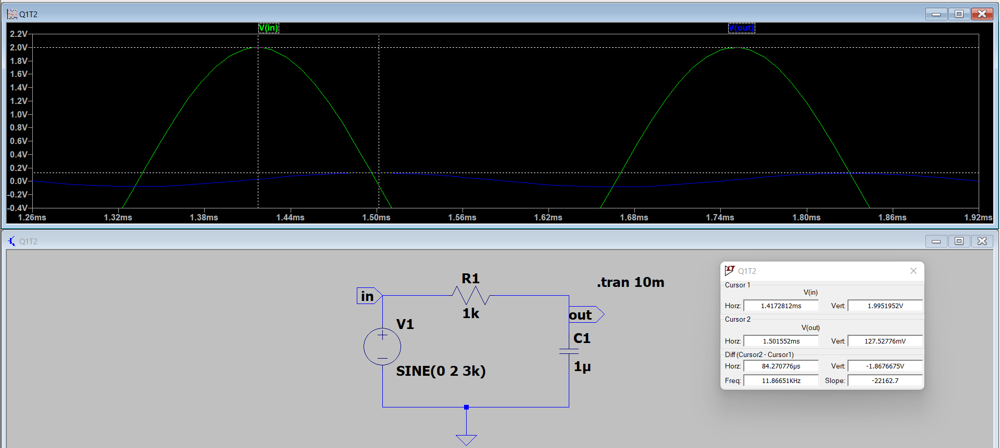 Q1T2
V(in) V(out)
2.2V
2.0V
1.8V
1.6V
1.4V
1.2V
1.0V
0.8V
0.6V
0.4V
0.2V
0.0V
-0.2V
-0.4V
1.26ms 1.32ms 1.38ms 1.44ms 1.50ms 1.56ms 1.62ms 1.68ms 1.74ms 1.80ms 1.86ms 1.92ms
Q1T2
R1
.tran 10m
in
1k
out
V1
C1
1µ
SINE(0 2 3k)
Q1T2
Cursor 1
V(in)
Horz: 1.4172812ms Vert: 1.9951952V
Cursor 2
V(out)
Horz: 1.501552ms Vert: 127.52776mV
Diff (Cursor2 - Cursor1)
Horz: 84.270776µs Vert: -1.8676675V
Freq: 11.86651KHz Slope: -22162.7